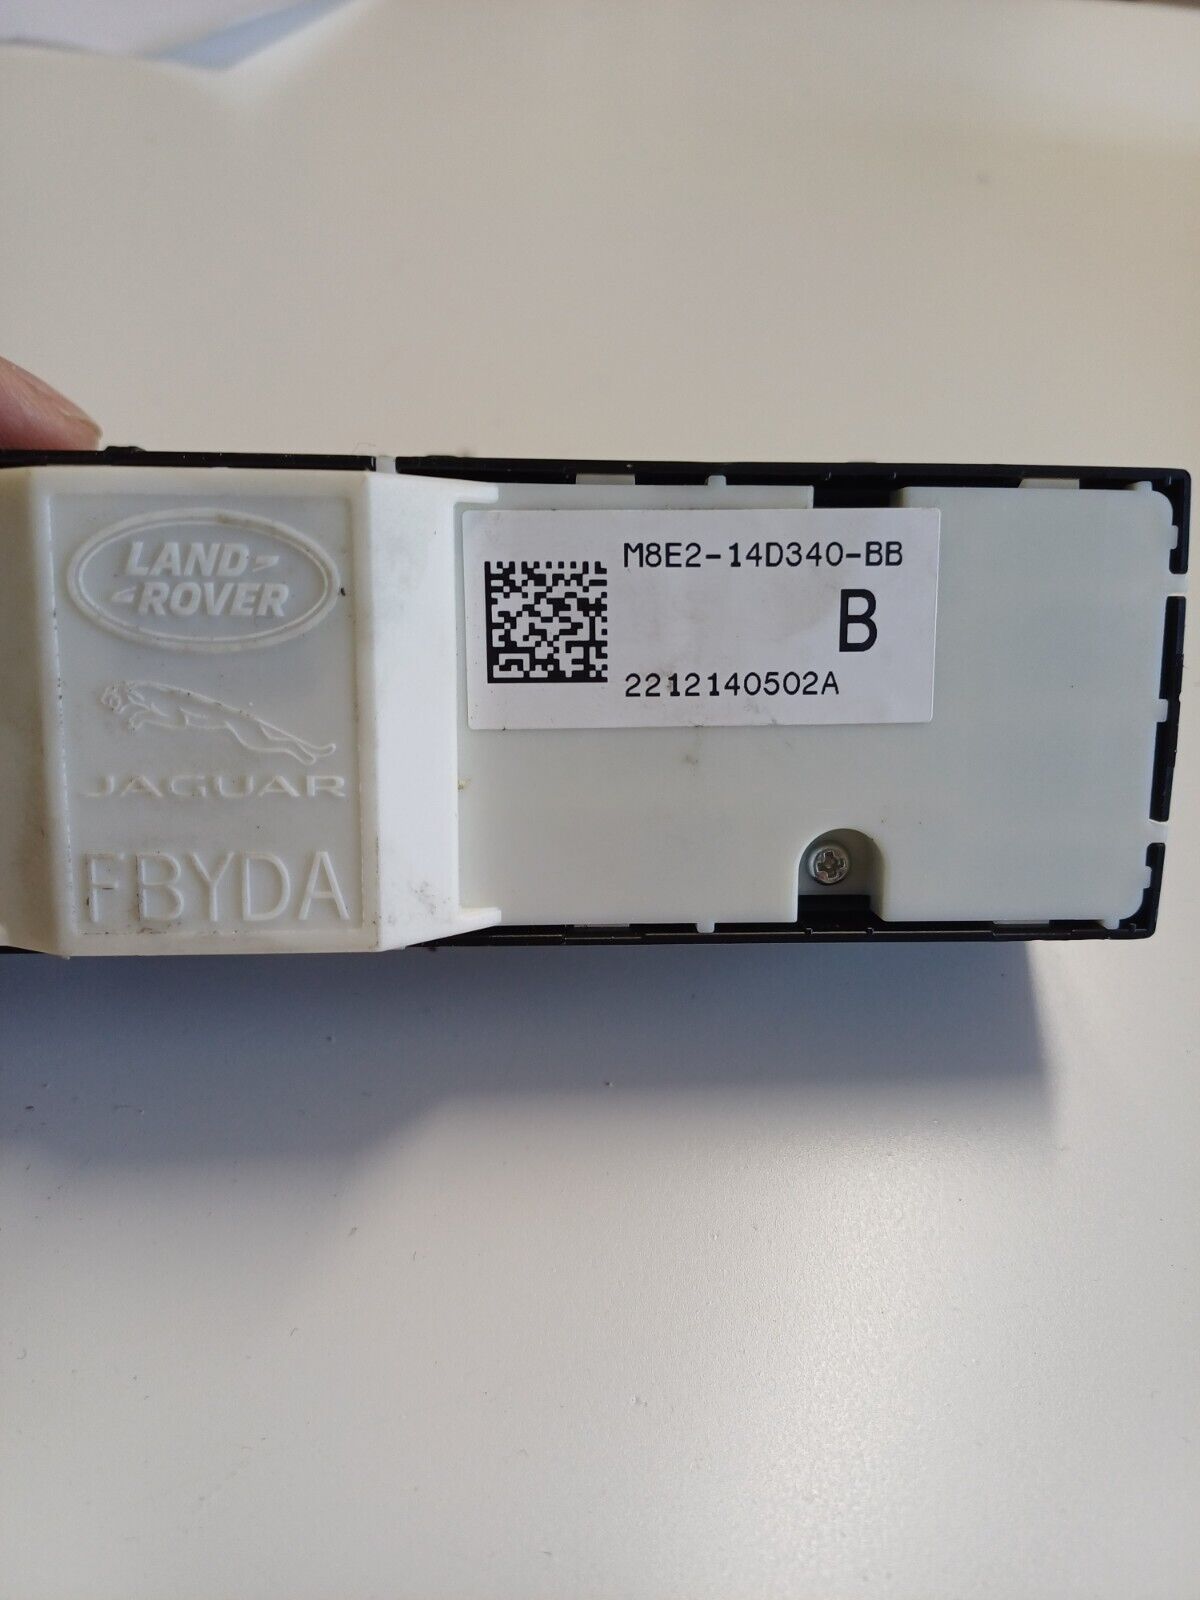 LAND-
-ROVER
JAGUAR
FBYDA
M8E2-14D340-BB
B
2212140502A